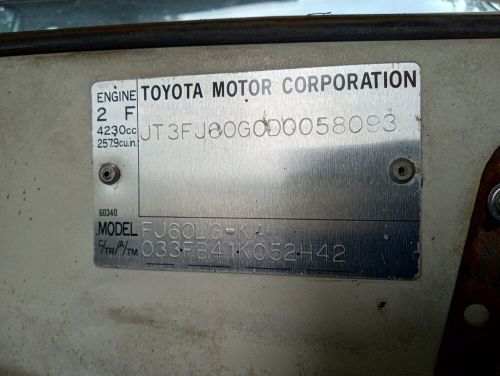 ENGINE
2 F
4230cc
257.9cu.in.
TOYOTA MOTOR CORPORATION
JT3FJ60G0D0058093
60340
MODEL FJ60LG-K
C/TR/A/TM 033FB41K052H42